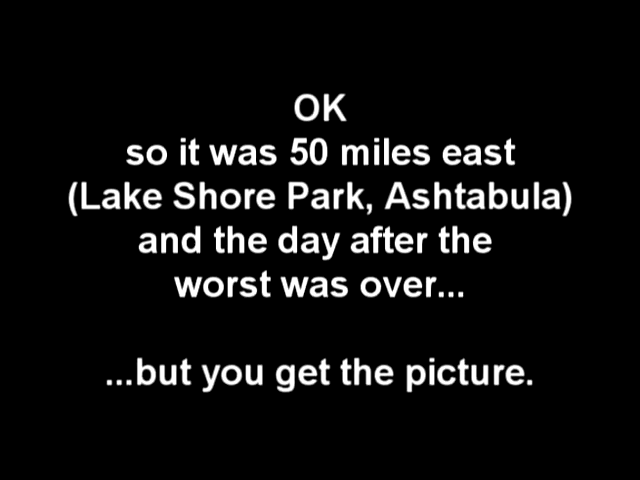 OK
so it was 50 miles east
(Lake Shore Park, Ashtabula)
and the day after the
worst was over...
...but you get the picture.